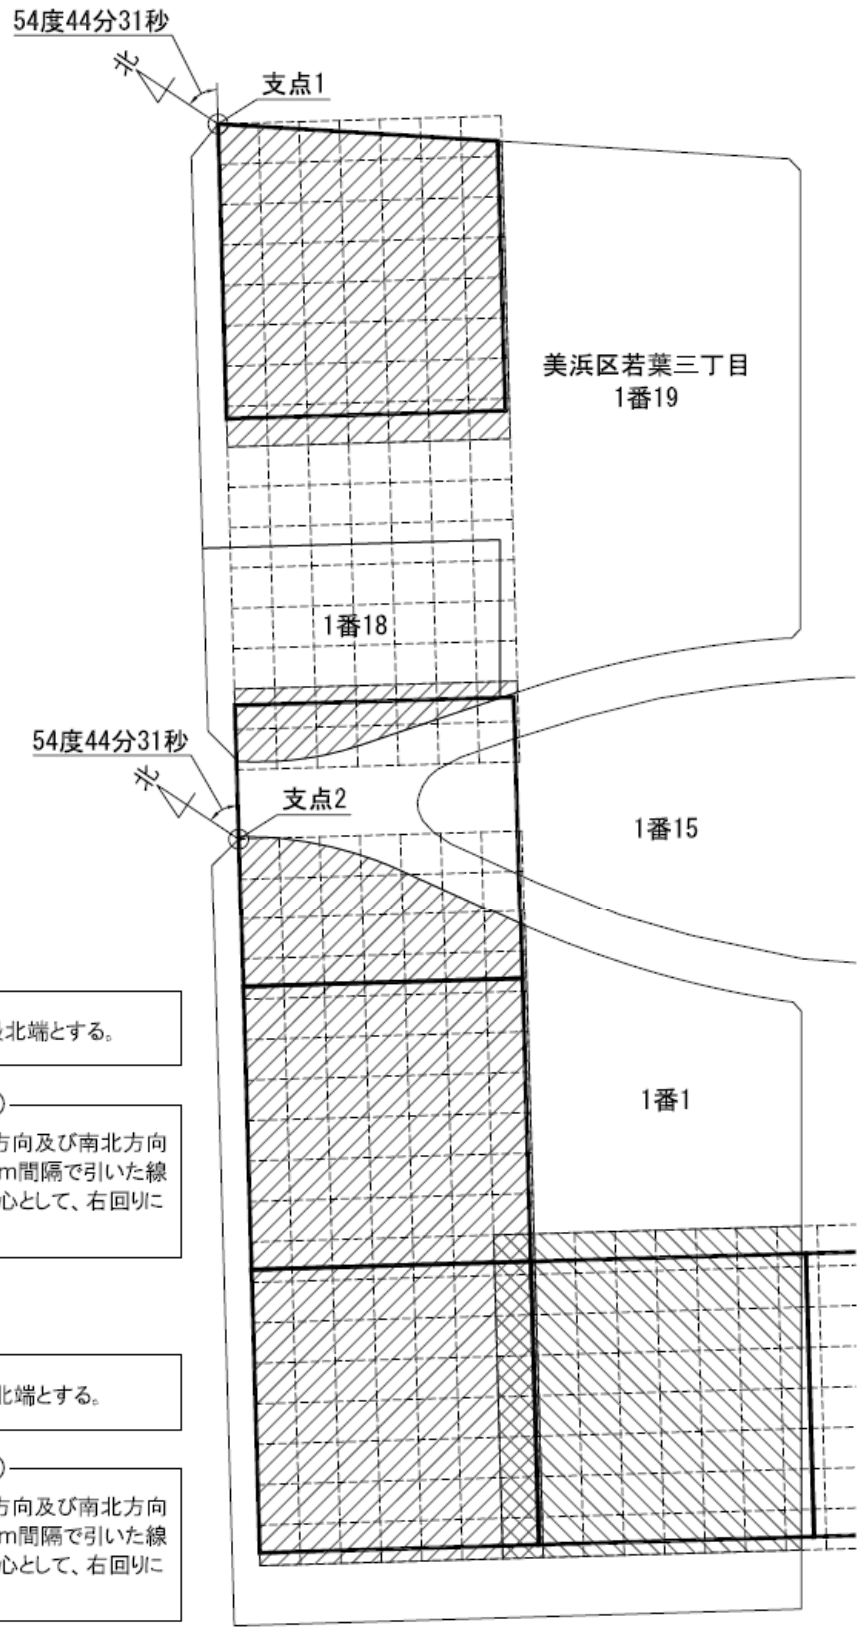 54度44分31秒
北
支点1
美浜区若葉三丁目
1番19
1番18
54度44分31秒
北
支点2
1番15
北端とする。
1番1
方向及び南北方向
m間隔で引いた線
心として、右回りに
北端とする。
方向及び南北方向
m間隔で引いた線
心として、右回りに